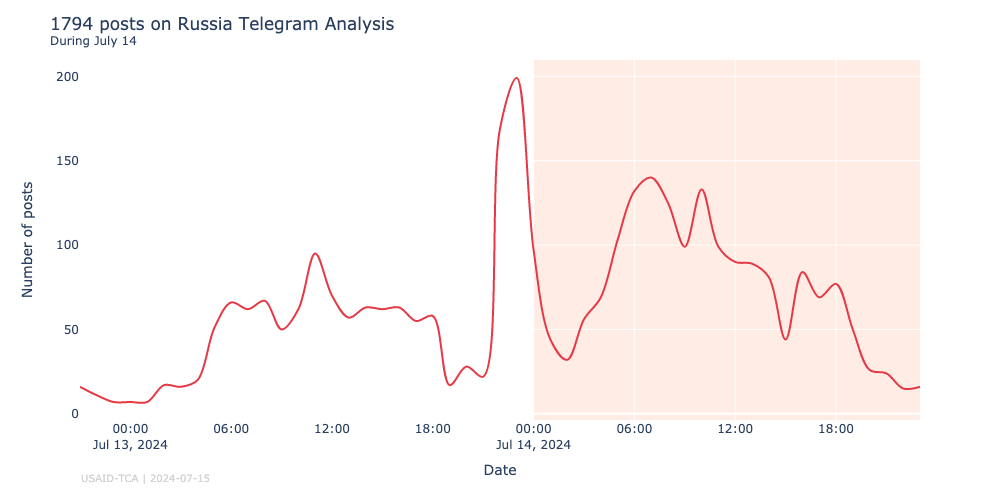 1794 posts on Russia Telegram Analysis
During July 14
Number of posts
200
150
100
50
0
00:00 06:00 12:00 18:00 00:00 06:00 12:00 18:00
Jul 13, 2024 Jul 14, 2024
Date
USAID-TCA | 2024-07-15